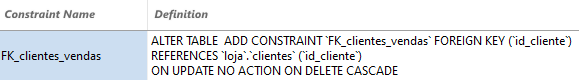 Constraint Name Definition
FK_clientes_vendas
ALTER TABLE ADD CONSTRAINT `FK_clientes_vendas` FOREIGN KEY (`id_cliente`)
REFERENCES `loja`.`clientes` (`id_cliente`)
ON UPDATE NO ACTION ON DELETE CASCADE